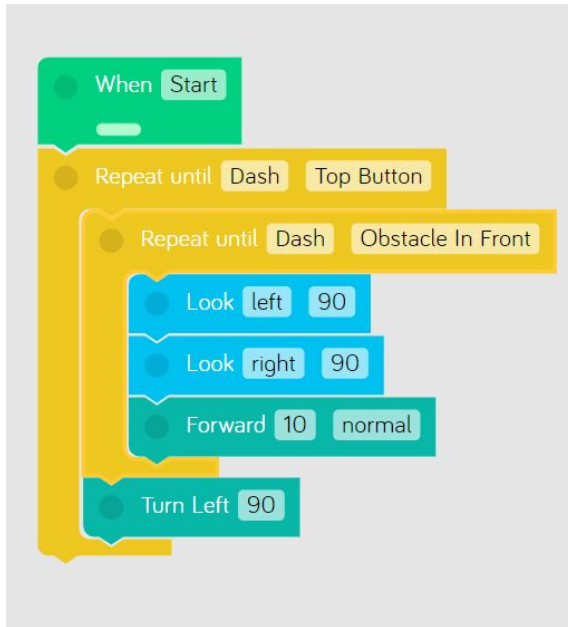 When Start
Repeat until Dash Top Button
Repeat until Dash Obstacle In Front
Look left 90
Look right 90
Forward 10 normal
Turn Left 90